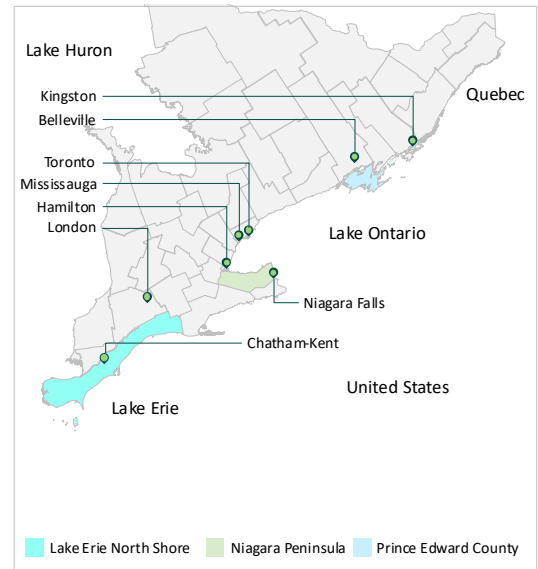 Lake Huron
Kingston
Quebec
Belleville
Toronto
Mississauga
Hamilton
London
Lake Ontario
Niagara Falls
Chatham-Kent
United States
Lake Erie
Lake Erie North Shore
Niagara Peninsula
Prince Edward County